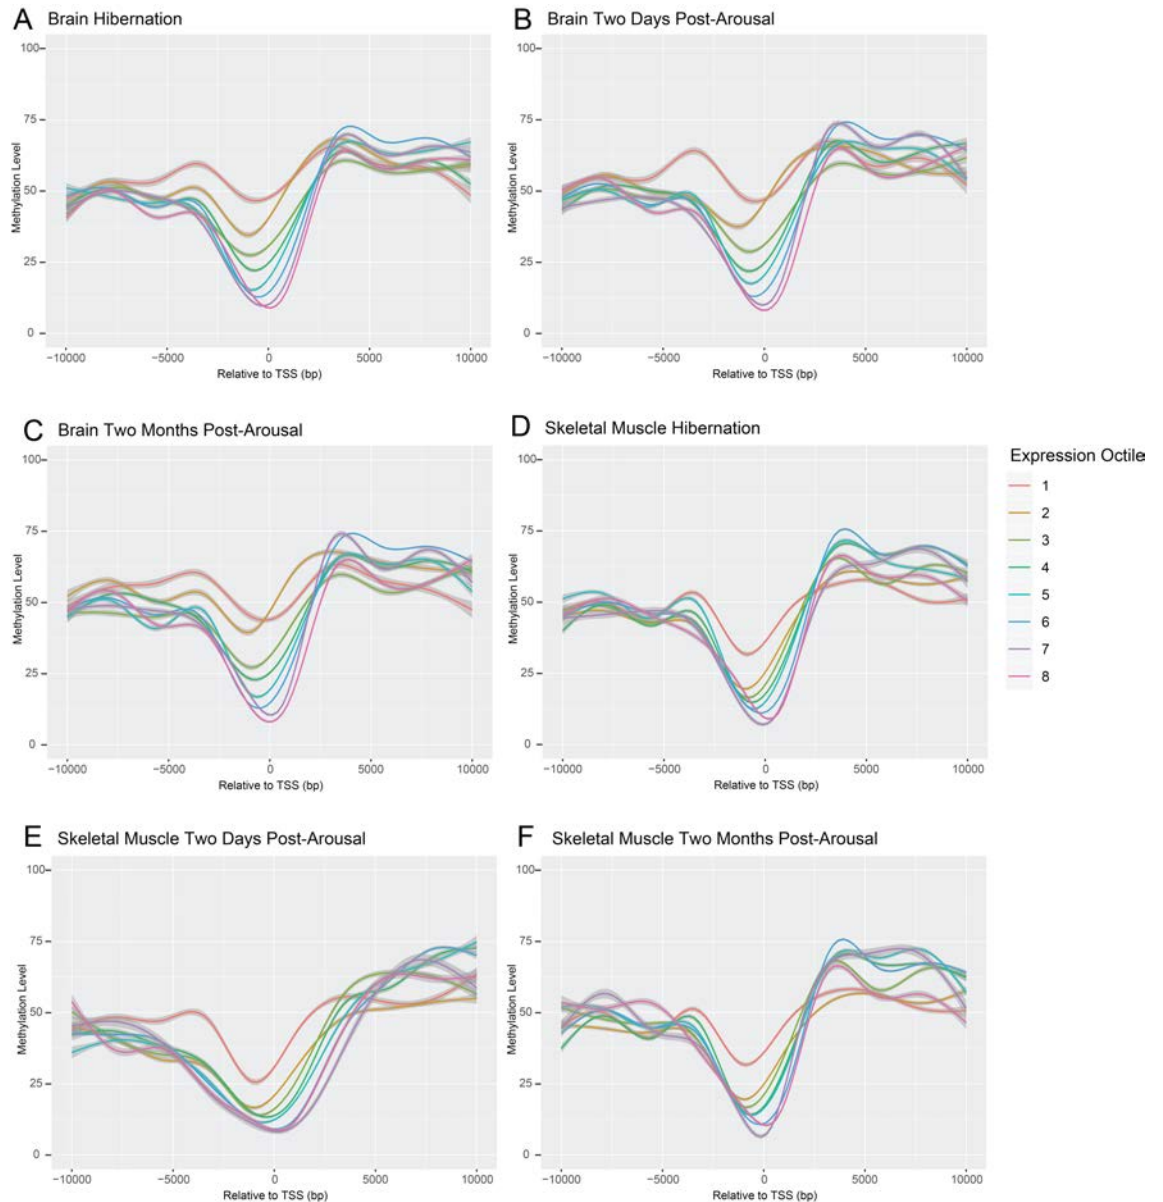 A Brain Hibernation
100
75
50
25
0
Methylation Level
−10000 −5000 0 5000 10000
Relative to TSS (bp)
B Brain Two Days Post-Arousal
100
75
50
25
0
Methylation Level
−10000 −5000 0 5000 10000
Relative to TSS (bp)
C Brain Two Months Post-Arousal
100
75
50
25
0
Methylation Level
−10000 −5000 0 5000 10000
Relative to TSS (bp)
D Skeletal Muscle Hibernation
100
75
50
25
0
Methylation Level
−10000 −5000 0 5000 10000
Relative to TSS (bp)
Expression Octile
1
2
3
4
5
6
7
8
E Skeletal Muscle Two Days Post-Arousal
100
75
50
25
0
Methylation Level
−10000 −5000 0 5000 10000
Relative to TSS (bp)
F Skeletal Muscle Two Months Post-Arousal
100
75
50
25
0
Methylation Level
−10000 −5000 0 5000 10000
Relative to TSS (bp)